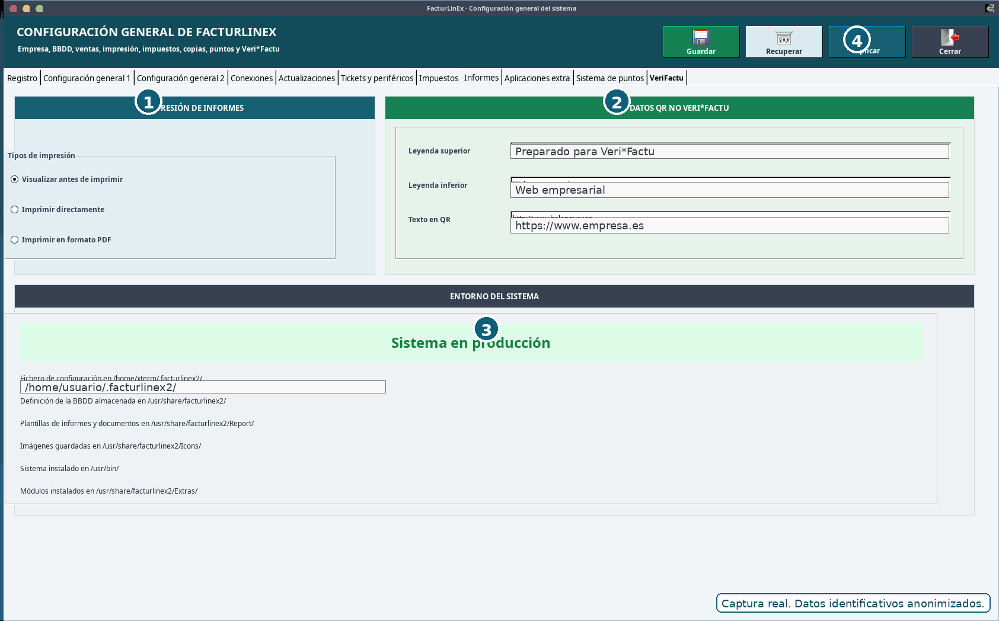 FacturLinEx · Configuración general del sistema
CONFIGURACIÓN GENERAL DE FACTURLINEX
Empresa, BBDD, ventas, impresión, impuestos, copias, puntos y Veri*Factu
Guardar
Recuperar
4
plicar
Cerrar
Registro
Configuración general 1
Configuración general 2
Conexiones
Actualizaciones
Tickets y periféricos
Impuestos
Informes
Aplicaciones extra
Sistema de puntos
VeriFactu
1
RESIÓN DE INFORMES
Tipos de impresión
Visualizar antes de imprimir
Imprimir directamente
Imprimir en formato PDF
2
DATOS QR NO VERI*FACTU
Leyenda superior
Preparado para Veri*Factu
Leyenda inferior
Web empresarial
Texto en QR
https://www.empresa.es
ENTORNO DEL SISTEMA
3
Sistema en producción
Fichero de configuración en /home/xterm/.facturlinex2/
/home/usuario/.facturlinex2/
Definición de la BBDD almacenada en /usr/share/facturlinex2/
Plantillas de informes y documentos en /usr/share/facturlinex2/Report/
Imágenes guardadas en /usr/share/facturlinex2/Icons/
Sistema instalado en /usr/bin/
Módulos instalados en /usr/share/facturlinex2/Extras/
Captura real. Datos identificativos anonimizados.